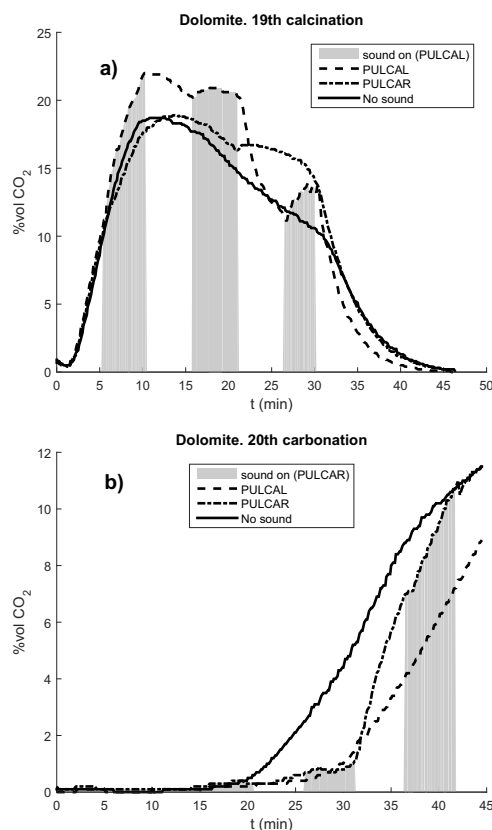 Dolomite. 19th calcination
a)
sound on (PULCAL)
PULCAL
PULCAR
No sound
%vol CO2
25
20
15
10
5
0
0 5 10 15 20 25 30 35 40 45 50
t (min)
Dolomite. 20th carbonation
b)
sound on (PULCAR)
PULCAL
PULCAR
No sound
%vol CO2
12
10
8
6
4
2
0
0 5 10 15 20 25 30 35 40 45
t (min)